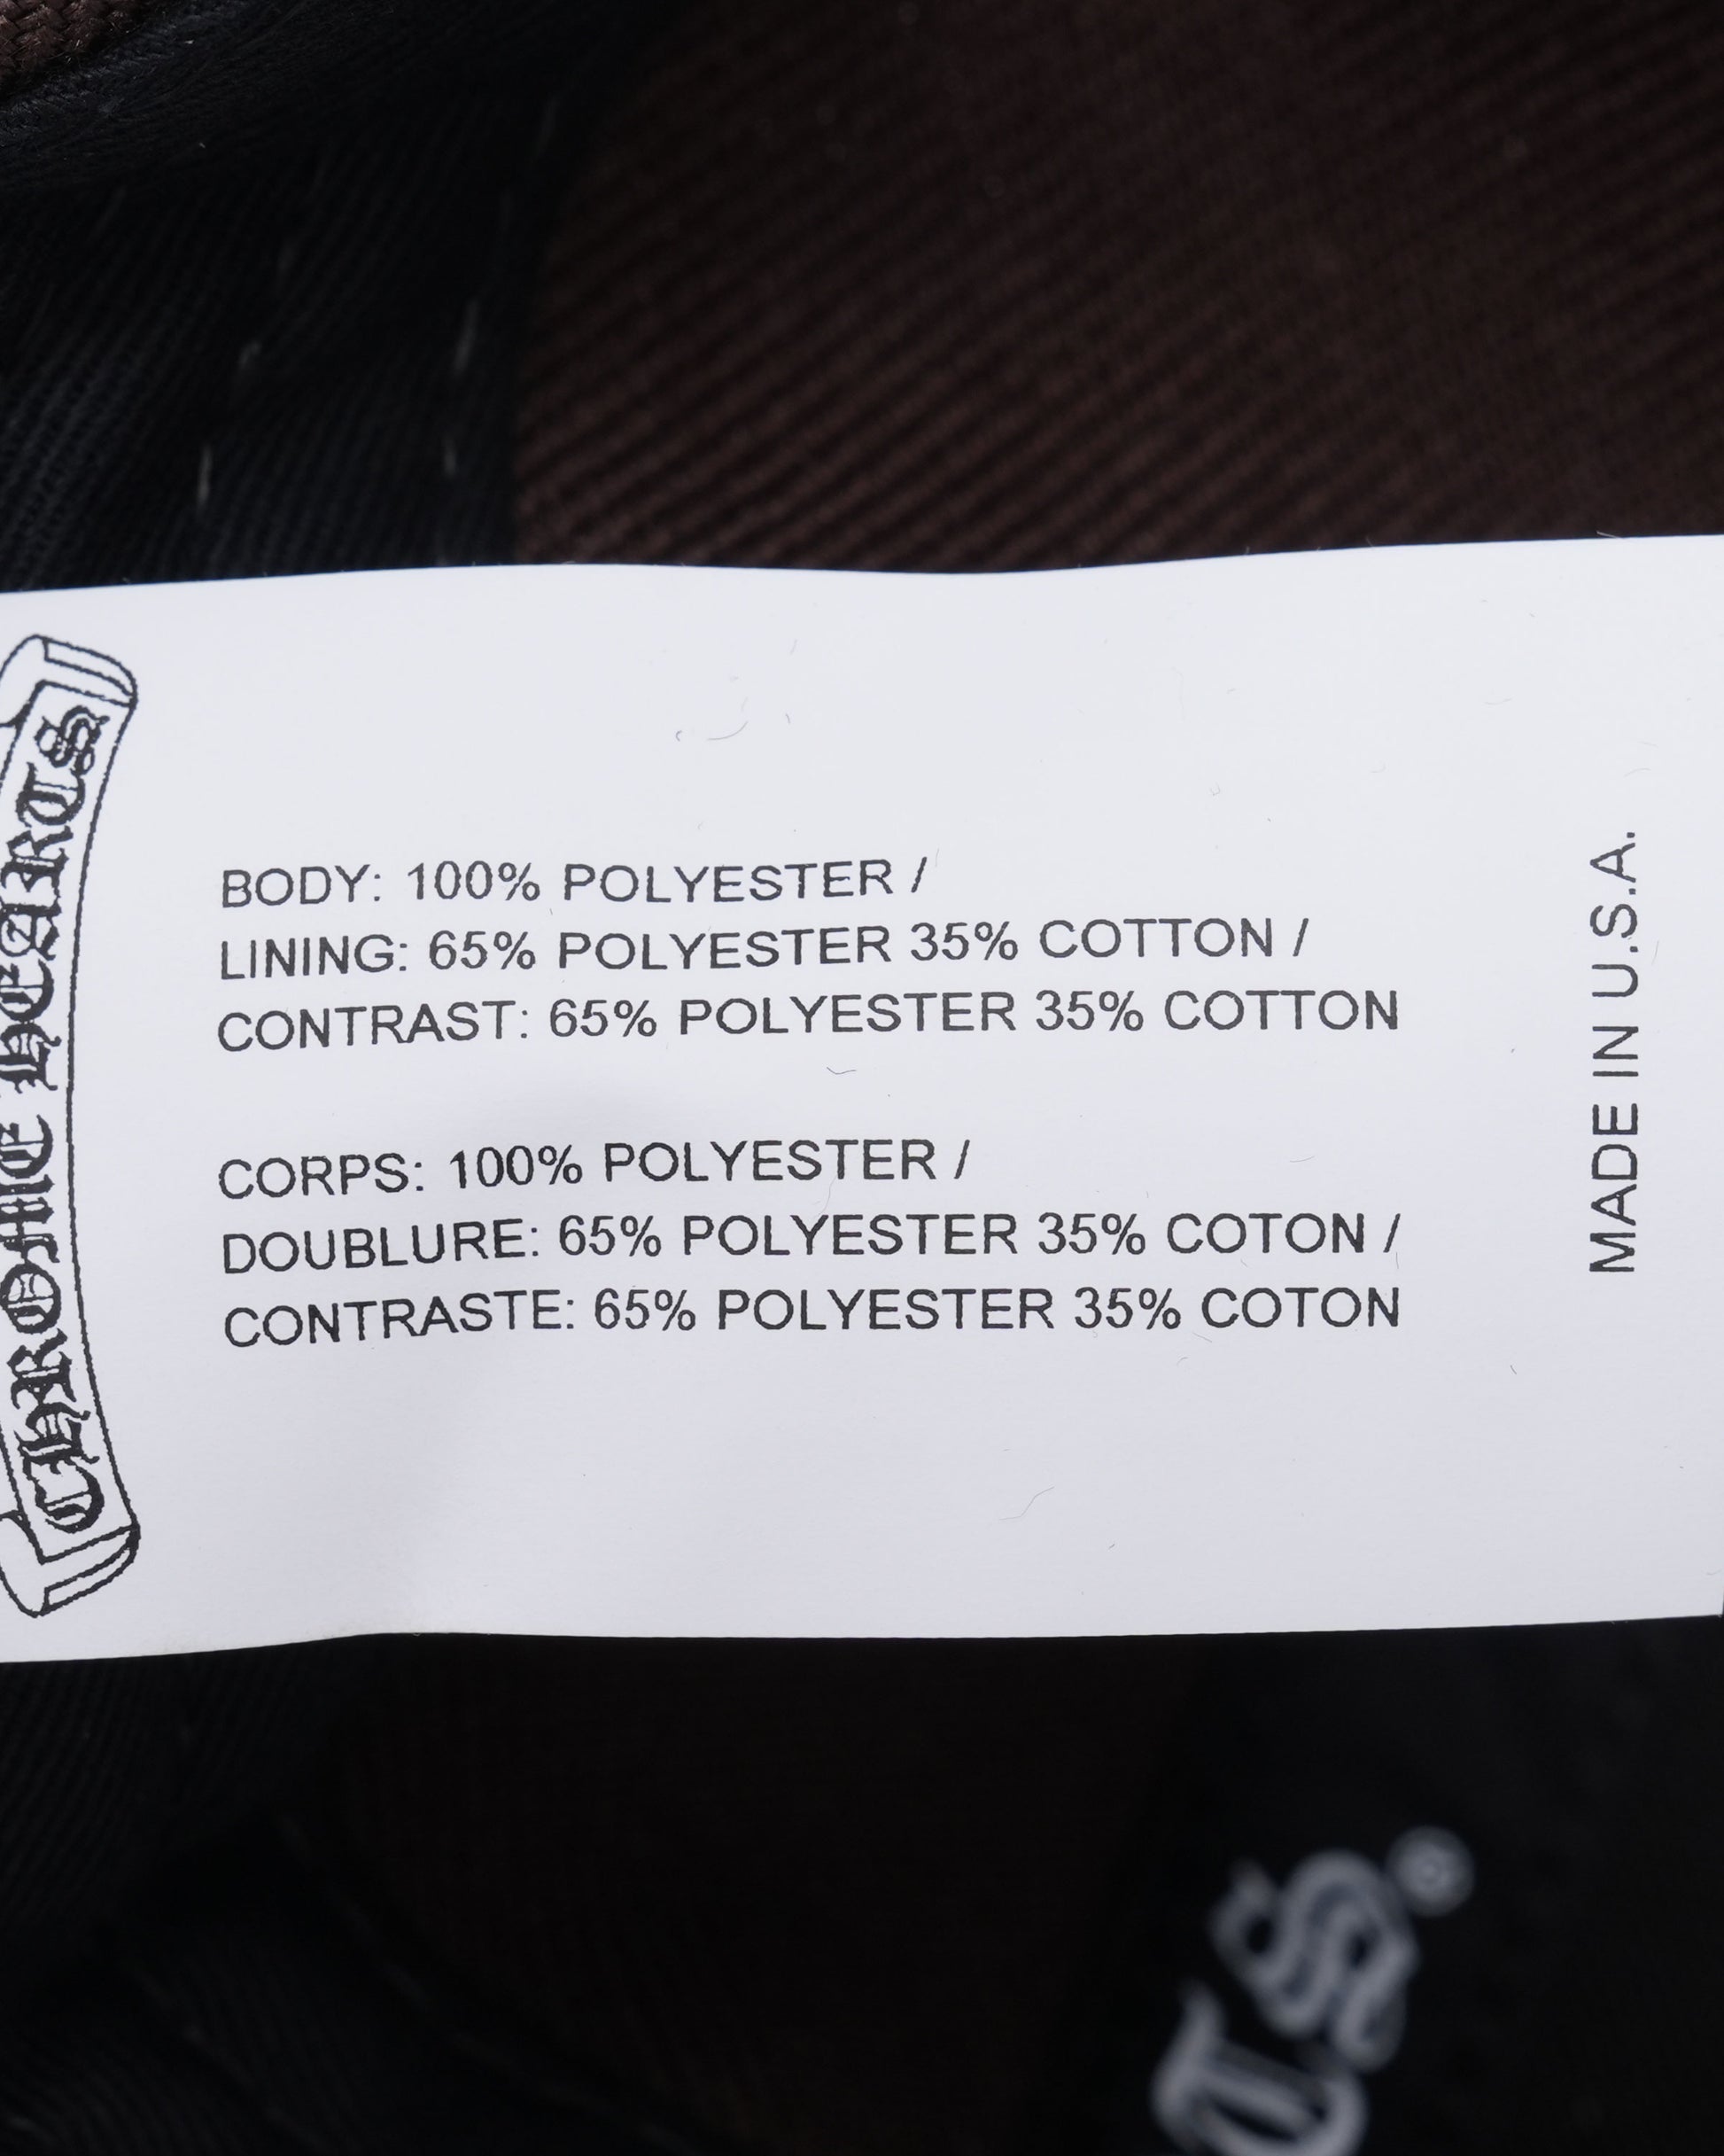 CHROME HEARTS
BODY: 100% POLYESTER /
LINING: 65% POLYESTER 35% COTTON /
CONTRAST: 65% POLYESTER 35% COTTON
CORPS: 100% POLYESTER /
DOUBLURE: 65% POLYESTER 35% COTON /
CONTRASTE: 65% POLYESTER 35% COTON
MADE IN U.S.A.
TS®